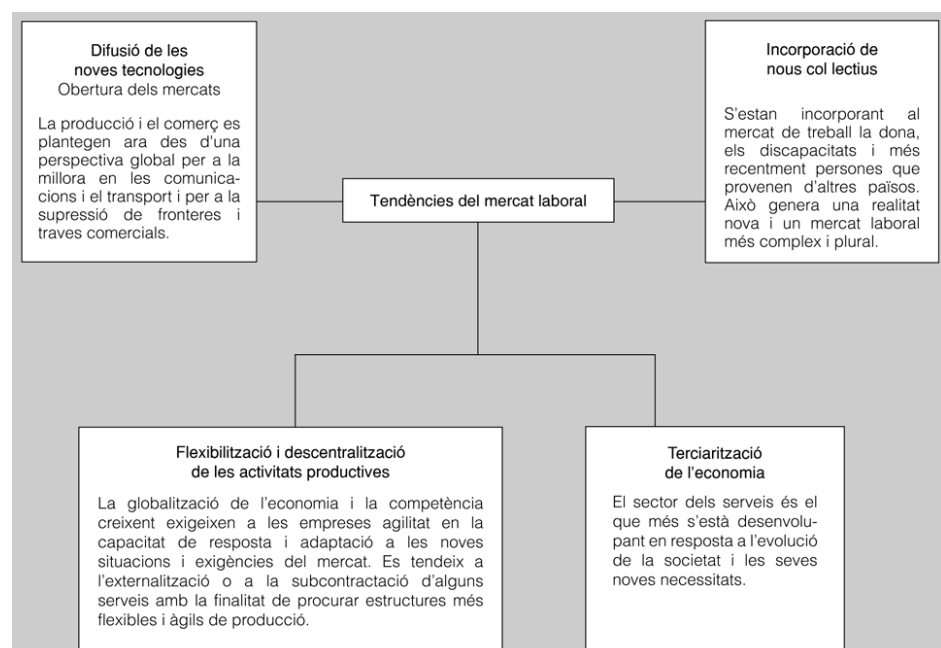 Difusió de les
noves tecnologies
Obertura dels mercats
La producció i el comerç es
plantegen ara des d'una
perspectiva global per a la
millora en les comunica-
cions i el transport i per a la
supressió de fronteres i
traves comercials.
Incorporació de
nous col lectius
S'estan incorporant al
mercat de treball la dona,
els discapacitats i més
recentment persones que
provenen d'altres països.
Això genera una realitat
nova i un mercat laboral
més complex i plural.
Tendències del mercat laboral
Flexibilització i descentralització
de les activitats productives
La globalització de l'economia i la competència
creixent exigeixen a les empreses agilitat en la
capacitat de resposta i adaptació a les noves
situacions i exigències del mercat. Es tendeix a
l'externalització o a la subcontractació d'alguns
serveis amb la finalitat de procurar estructures més
flexibles i àgils de producció.
Terciarització
de l'economia
El sector dels serveis és el
que més s'està desenvolu-
pant en resposta a l'evolució
de la societat i les seves
noves necessitats.